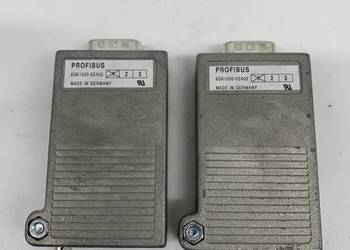 PROFIBUS
6GK1500-0EA02 X 2 3
MADE IN GERMANY
PROFIBUS
6GK1500-0EA02 X 2 3
MADE IN GERMANY